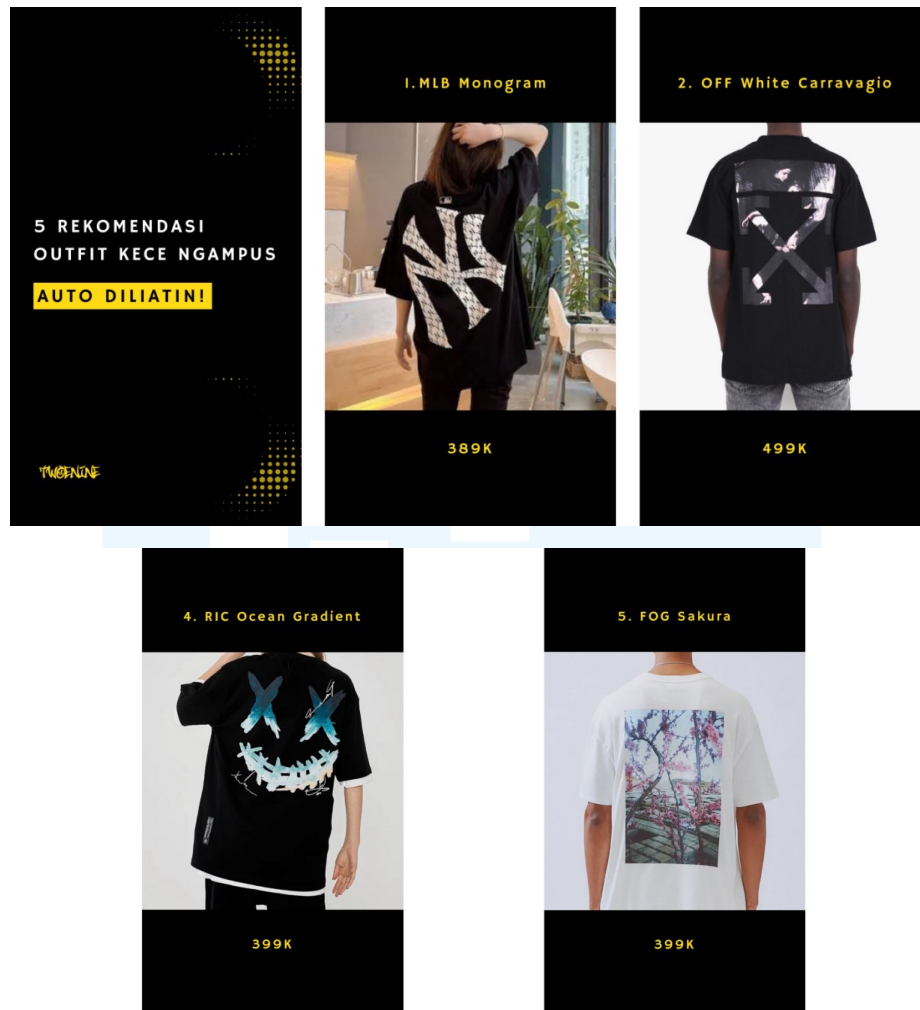 5 REKOMENDASI
OUTFIT KECE NGAMPUS
AUTO DILIATIN!
TWOENINE
1.MLB Monogram
389K
2. OFF White Carravagio
499K
4. RIC Ocean Gradient
399K
5. FOG Sakura
399K